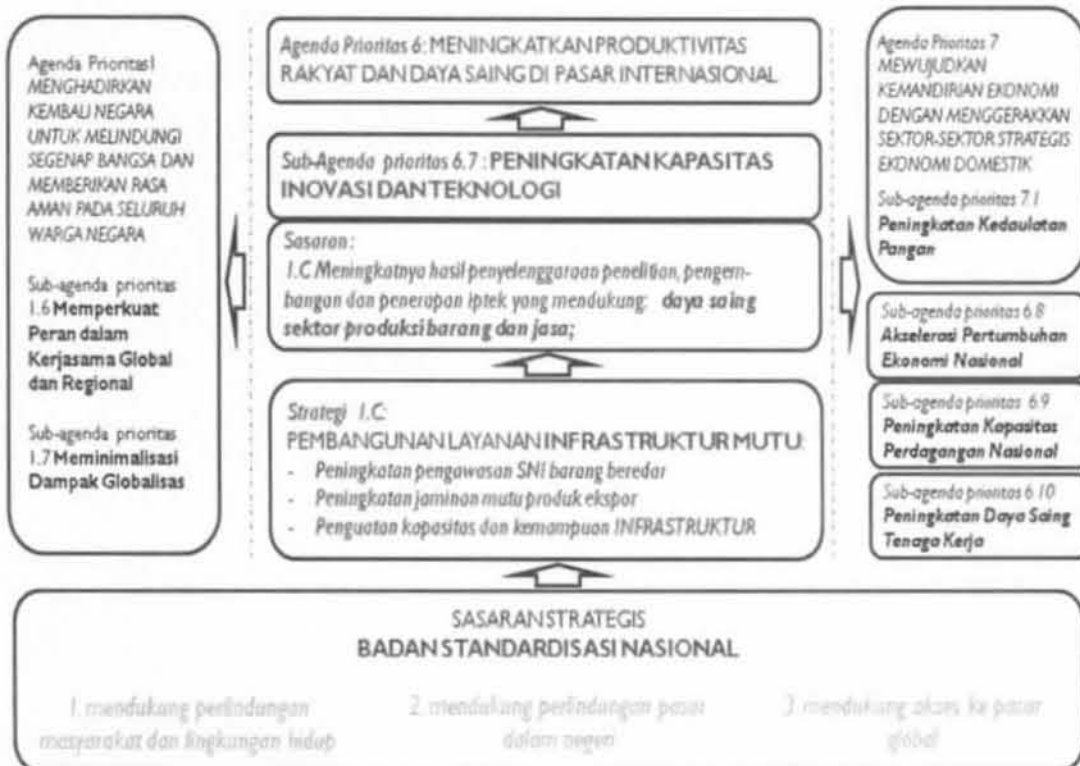 Agenda Prioritas1
MENGHADIRKAN
KEMBALI NEGARA
UNTUK MELINDUNGI
SEGENAP BANGSA DAN
MEMBERIKAN RASA
AMAN PADA SELURUH
WARGA NEGARA
Sub-agenda prioritas
1.6 Memperkuat
Peran dalam
Kerjasama Global
dan Regional
Sub-agenda prioritas
1.7 Meminimalisasi
Dampak Globalisas
Agenda Prioritas 6: MENINGKATKAN PRODUKTIVITAS
RAKYAT DAN DAYA SAING DI PASAR INTERNASIONAL
Sub-Agenda prioritas 6.7 : PENINGKATAN KAPASITAS
INOVASI DAN TEKNOLOGI
Sasaran :
1.C Meningkatnya hasil penyelenggaraan penelitian, pengem-
bangan dan penerapan iptek yang mendukung: daya saing
sektor produksi barang dan jasa;
Strategi 1.C:
PEMBANGUNAN LAYANAN INFRASTRUKTUR MUTU:
- Peningkatan pengawasan SNI barang beredar
- Peningkatan jaminan mutu produk ekspor
- Penguatan kapasitas dan kemampuan INFRASTRUKTUR
Agenda Prioritas 7
MEWUJUDKAN
KEMANDIRIAN EKONOMI
DENGAN MENGGERAKKAN
SEKTOR-SEKTOR STRATEGIS
EKONOMI DOMESTIK
Sub-agenda prioritas 7.1
Peningkatan Kedaulatan
Pangan
Sub-agenda prioritas 6.8
Akselerasi Pertumbuhan
Ekonomi Nasional
Sub-agenda prioritas 6.9
Peningkatan Kapasitas
Perdagangan Nasional
Sub-agenda prioritas 6.10
Peningkatan Daya Saing
Tenaga Kerja
SASARAN STRATEGIS
BADAN STANDARDISASI NASIONAL
1. mendukung perlindungan
masyarakat dan lingkungan hidup
2. mendukung perlindungan pasar
dalam negeri
3. mendukung akses ke pasar
global